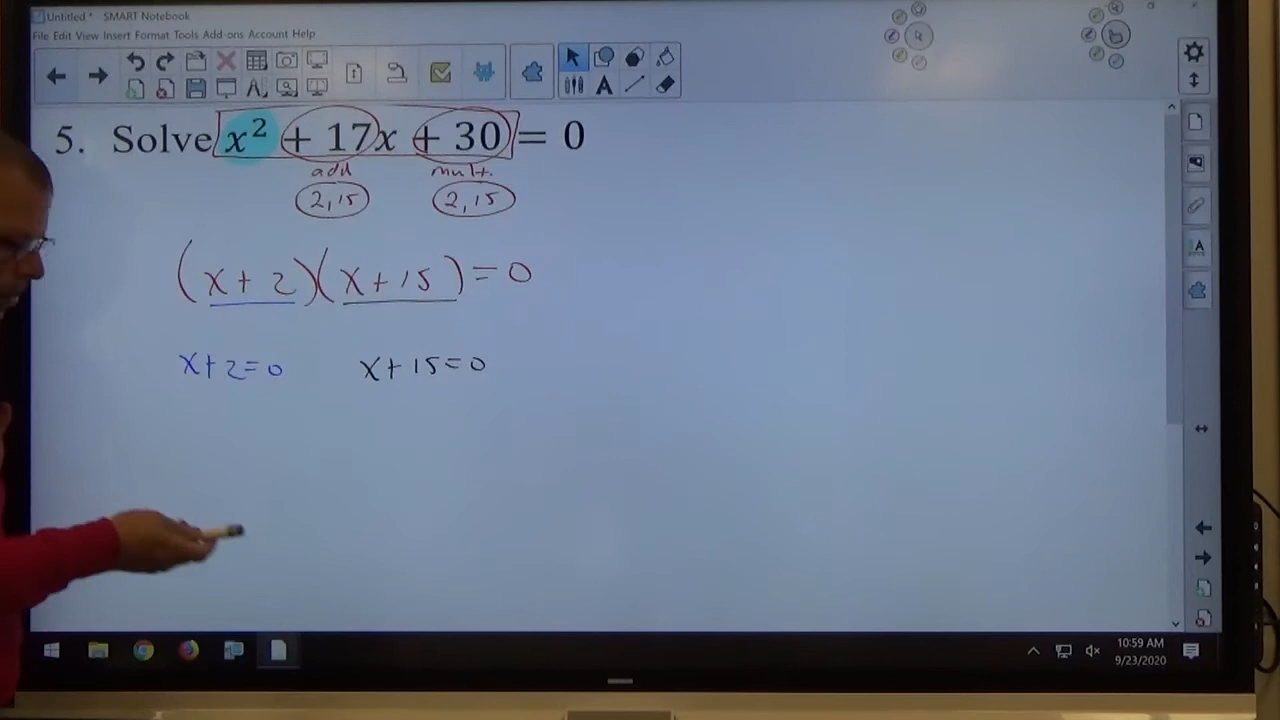 Untitled * SMART Notebook
File Edit View Insert Format Tools Add-ons Account Help
5. Solve x² + 17x + 30 = 0
add mult.
2,15 2,15
(x+2)(x+15)=0
x+2=0 x+15=0
10:59 AM
9/23/2020